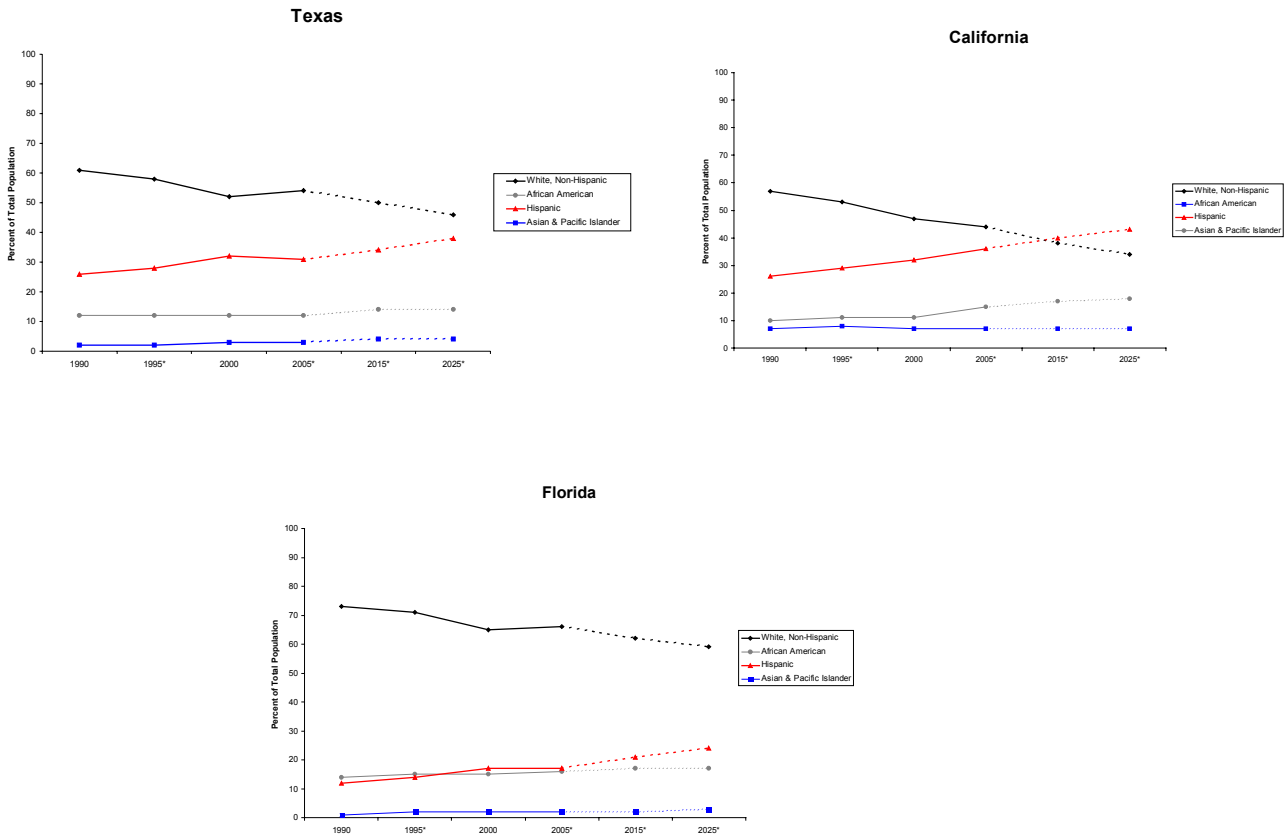 Texas
Percent of Total Population
100
90
80
70
60
50
40
30
20
10
0
1990 1995* 2000 2005* 2015* 2025*
White, Non-Hispanic
African American
Hispanic
Asian & Pacific Islander
California
Percent of Total Population
100
90
80
70
60
50
40
30
20
10
0
1990 1995* 2000 2005* 2015* 2025*
White, Non-Hispanic
African American
Hispanic
Asian & Pacific Islander
Florida
Percent of Total Population
100
90
80
70
60
50
40
30
20
10
0
1990 1995* 2000 2005* 2015* 2025*
White, Non-Hispanic
African American
Hispanic
Asian & Pacific Islander